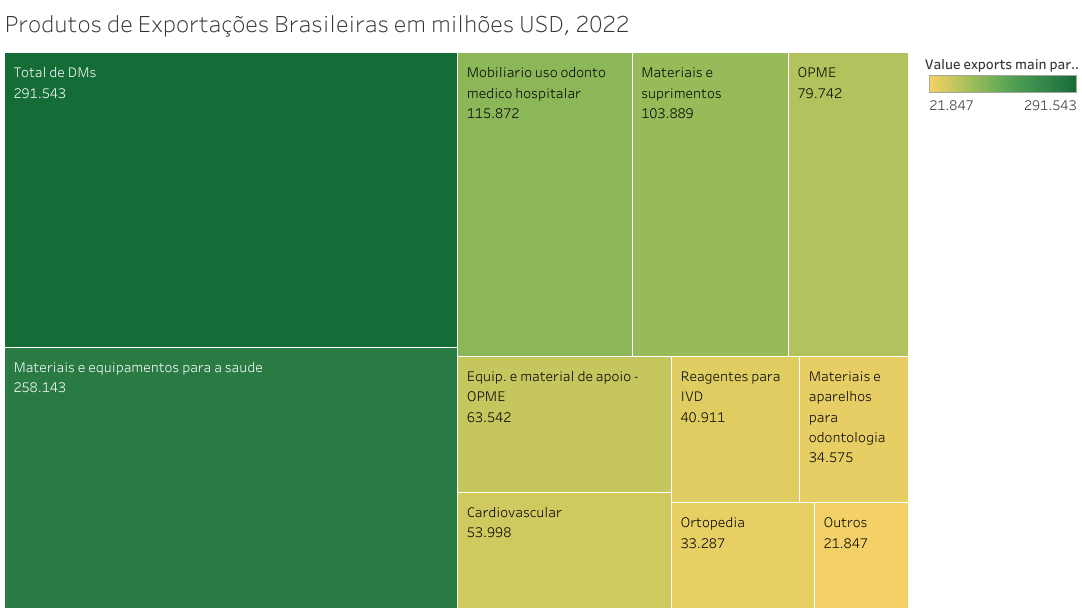 Produtos de Exportações Brasileiras em milhões USD, 2022
Total de DMs
291.543
Materiais e equipamentos para a saude
258.143
Mobiliario uso odonto
medico hospitalar
115.872
Materiais e
suprimentos
103.889
OPME
79.742
Equip. e material de apoio -
OPME
63.542
Cardiovascular
53.998
Reagentes para
IVD
40.911
Materiais e
aparelhos
para
odontologia
34.575
Ortopedia
33.287
Outros
21.847
Value exports main par..
21.847 291.543